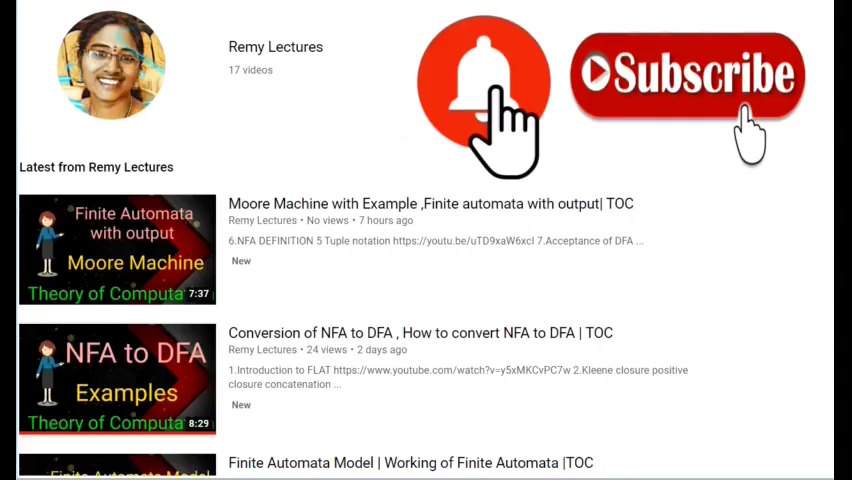 Remy Lectures
17 videos
Subscribe
Latest from Remy Lectures
Finite Automata
with output
Moore Machine
Theory of Computa
7:37
Moore Machine with Example ,Finite automata with output| TOC
Remy Lectures • No views • 7 hours ago
6.NFA DEFINITION 5 Tuple notation https://youtu.be/uTD9xaW6xcI 7.Acceptance of DFA ...
New
NFA to DFA
Examples
Theory of Computa
8:29
Conversion of NFA to DFA , How to convert NFA to DFA | TOC
Remy Lectures • 24 views • 2 days ago
1.Introduction to FLAT https://www.youtube.com/watch?v=y5xMKCvPC7w 2.Kleene closure positive
closure concatenation ...
New
Finite Automata Model
Finite Automata Model | Working of Finite Automata |TOC